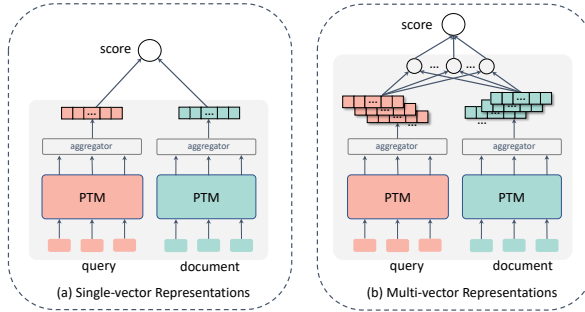 score
...
...
aggregator
aggregator
PTM
PTM
query
document
(a) Single-vector Representations
score
... ...
...
...
...
...
aggregator
aggregator
PTM
PTM
query
document
(b) Multi-vector Representations